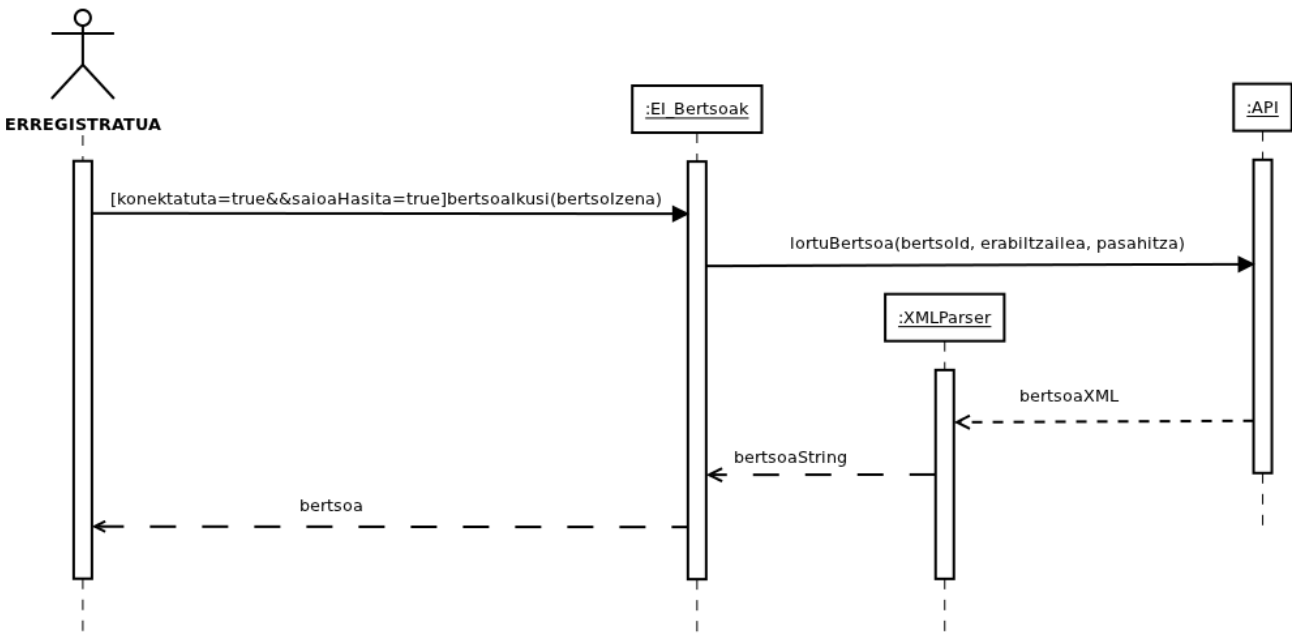 ERREGISTRATUA
:EI_Bertsoak
:API
[konektatuta=true&&saioaHasita=true]bertsoaIkusi(bertsoIzena)
lortuBertsoa(bertsoId, erabiltzailea, pasahitza)
:XMLParser
bertsoaXML
bertsoaString
bertsoa